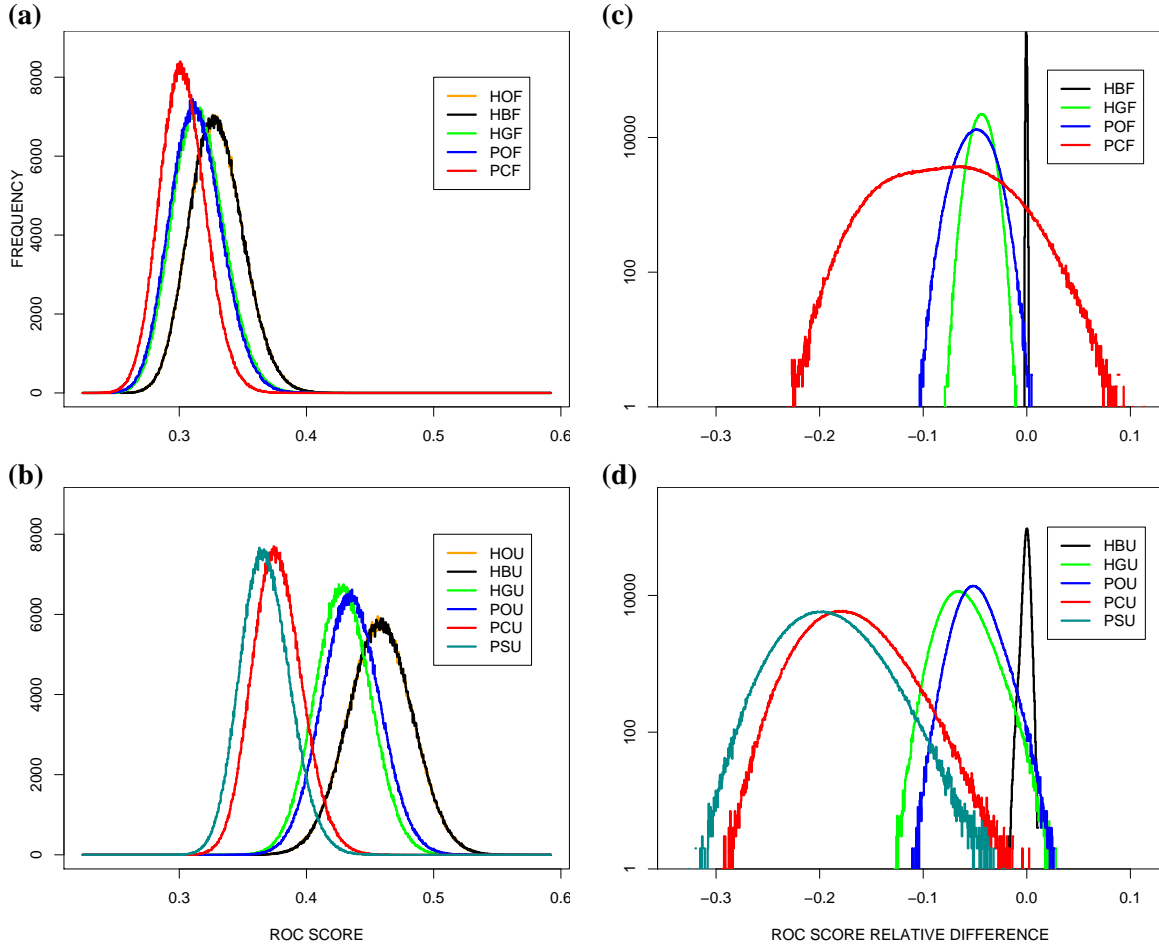 (a)
FREQUENCY
0
2000
4000
6000
8000
HOF
HBF
HGF
POF
PCF
0.3
0.4
0.5
0.6
(c)
1
100
10000
HBF
HGF
POF
PCF
−0.3
−0.2
−0.1
0.0
0.1
(b)
0
2000
4000
6000
8000
HOU
HBU
HGU
POU
PCU
PSU
0.3
0.4
0.5
0.6
ROC SCORE
(d)
1
100
10000
HBU
HGU
POU
PCU
PSU
−0.3
−0.2
−0.1
0.0
0.1
ROC SCORE RELATIVE DIFFERENCE